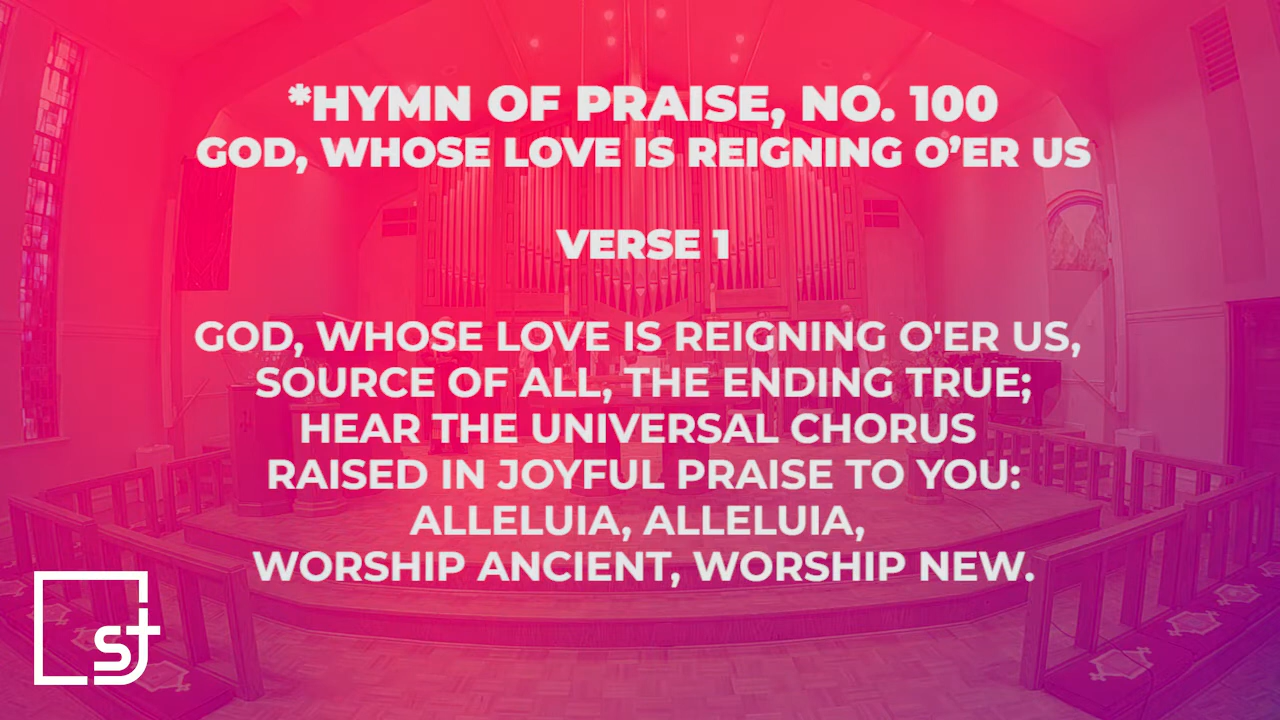 *HYMN OF PRAISE, NO. 100
GOD, WHOSE LOVE IS REIGNING O’ER US
VERSE 1
GOD, WHOSE LOVE IS REIGNING O'ER US,
SOURCE OF ALL, THE ENDING TRUE;
HEAR THE UNIVERSAL CHORUS
RAISED IN JOYFUL PRAISE TO YOU:
ALLELUIA, ALLELUIA,
WORSHIP ANCIENT, WORSHIP NEW.
st